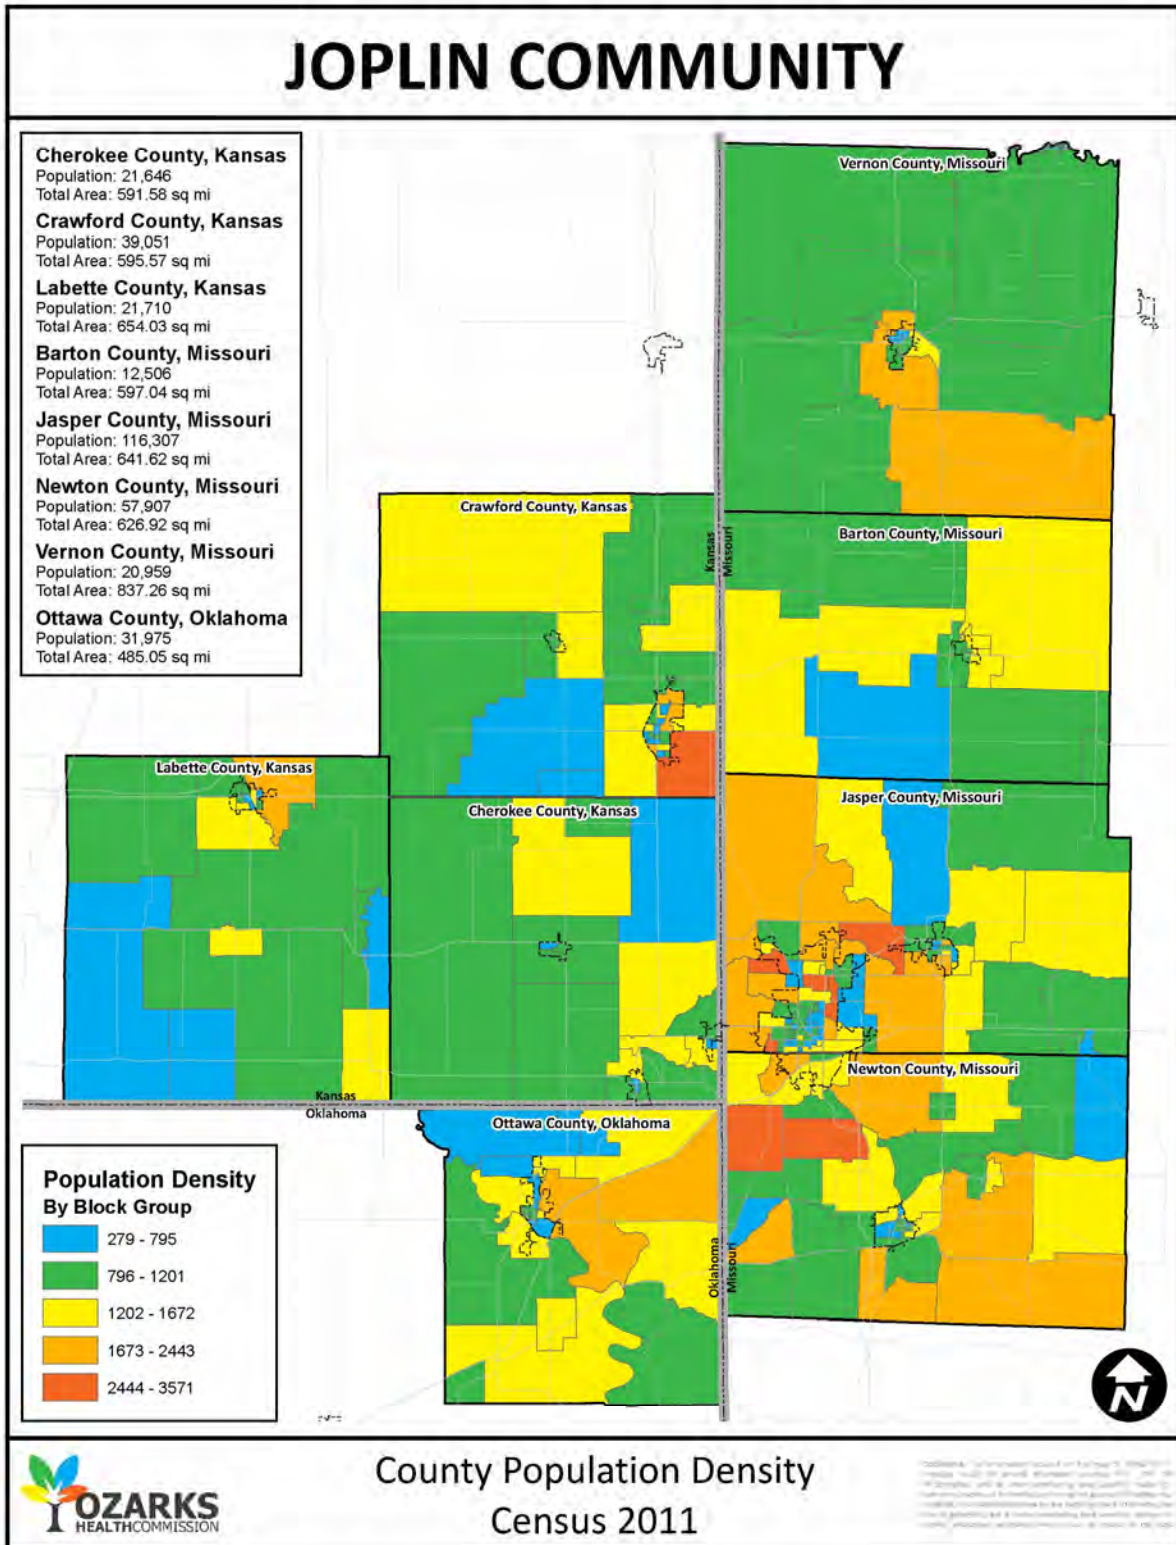 JOPLIN COMMUNITY
Cherokee County, Kansas
Population: 21,646
Total Area: 591.58 sq mi
Crawford County, Kansas
Population: 39,051
Total Area: 595.57 sq mi
Labette County, Kansas
Population: 21,710
Total Area: 654.03 sq mi
Barton County, Missouri
Population: 12,506
Total Area: 597.04 sq mi
Jasper County, Missouri
Population: 116,307
Total Area: 641.62 sq mi
Newton County, Missouri
Population: 57,907
Total Area: 626.92 sq mi
Vernon County, Missouri
Population: 20,959
Total Area: 837.26 sq mi
Ottawa County, Oklahoma
Population: 31,975
Total Area: 485.05 sq mi
Vernon County, Missouri
Crawford County, Kansas
Kansas
Missouri
Barton County, Missouri
Labette County, Kansas
Cherokee County, Kansas
Jasper County, Missouri
Newton County, Missouri
Kansas
Oklahoma
Ottawa County, Oklahoma
Oklahoma
Missouri
Population Density
By Block Group
279 - 795
796 - 1201
1202 - 1672
1673 - 2443
2444 - 3571
N
OZARKS
HEALTHCOMMISSION
County Population Density
Census 2011